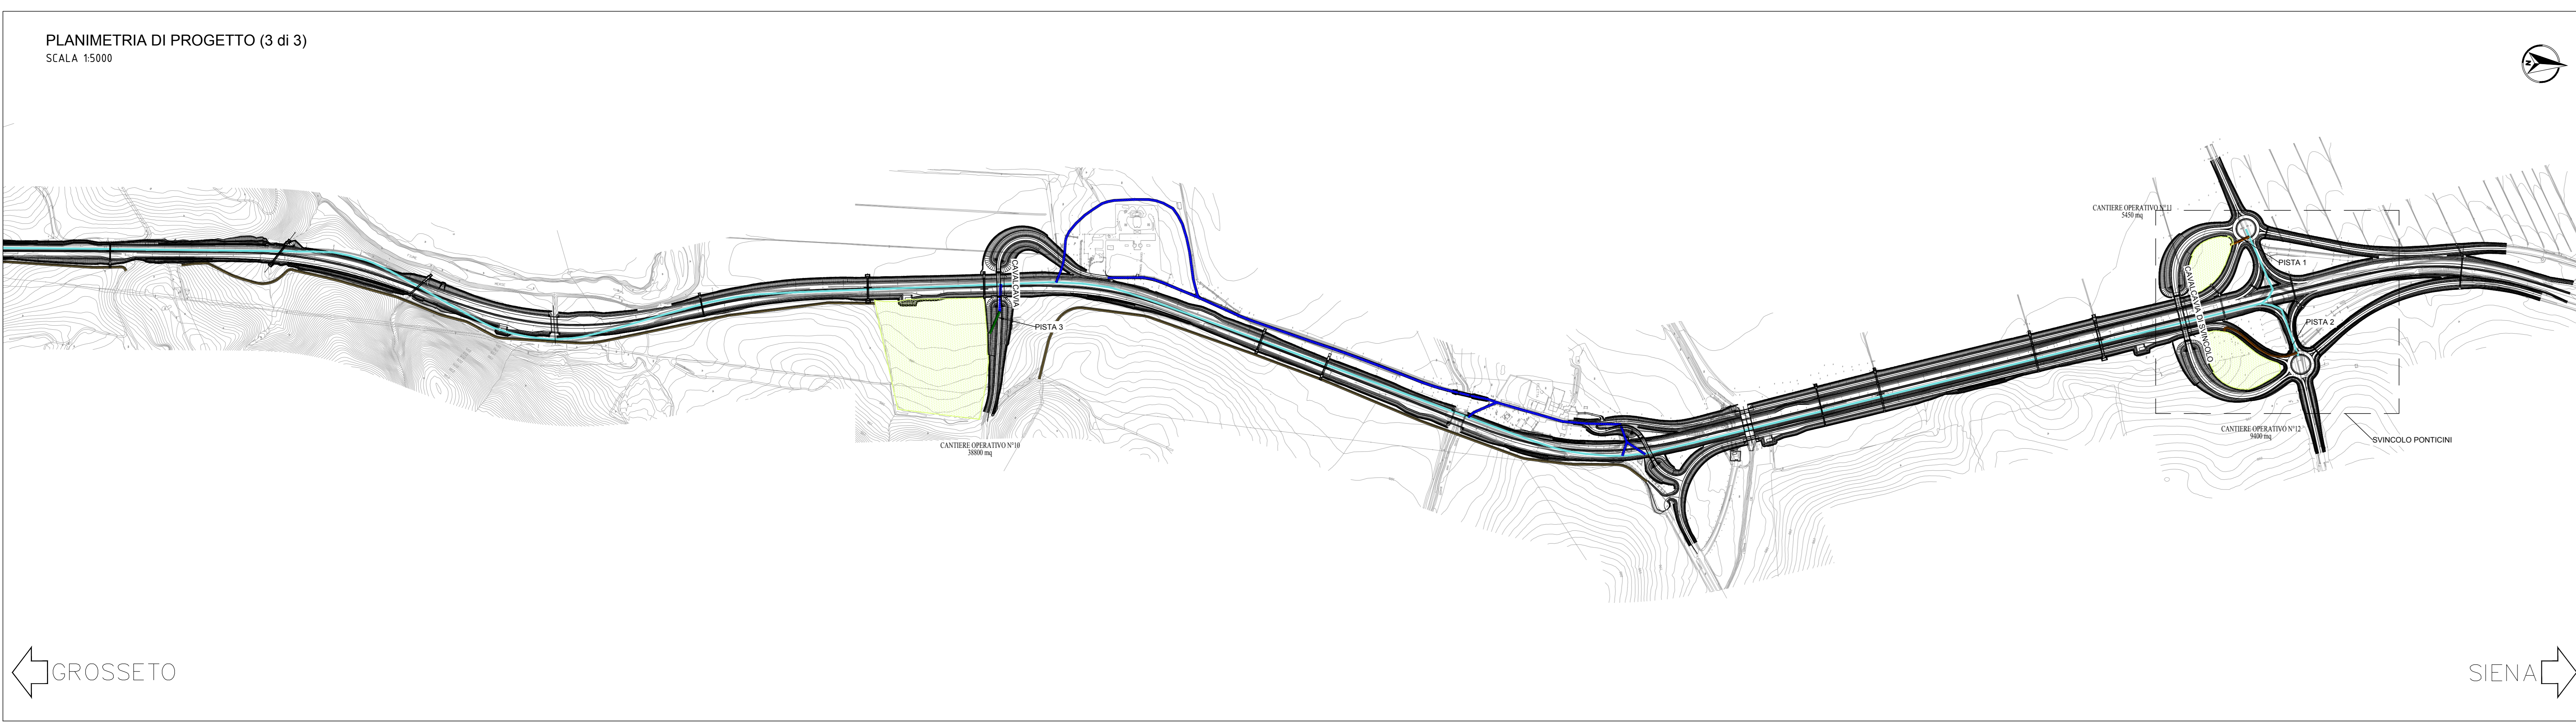 PLANIMETRIA DI PROGETTO (3 di 3)
SCALA 1:5000
N
CANTIERE OPERATIVO N°11
5450 mq
PISTA 1
CAVALCAVIA DI SVINCOLO
PISTA 2
CAVALCAVIA
PISTA 3
CANTIERE OPERATIVO N°10
38800 mq
CANTIERE OPERATIVO N°12
9400 mq
SVINCOLO PONTICINI
GROSSETO
SIENA